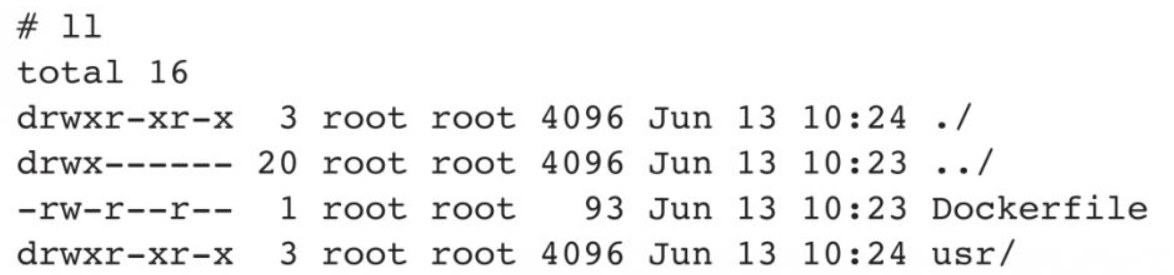 # ll
total 16
drwxr-xr-x  3 root root 4096 Jun 13 10:24 ./
drwx------ 20 root root 4096 Jun 13 10:23 ../
-rw-r--r--  1 root root   93 Jun 13 10:23 Dockerfile
drwxr-xr-x  3 root root 4096 Jun 13 10:24 usr/